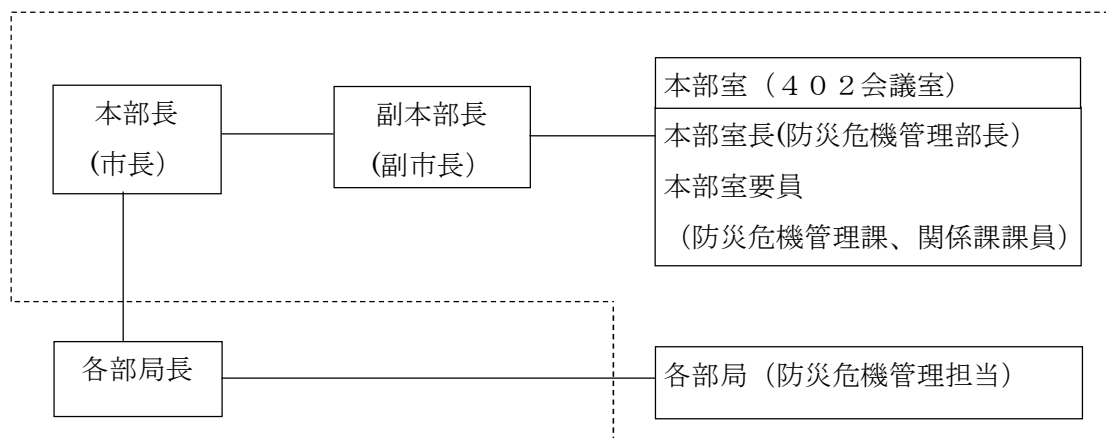 本部長
(市長）
副本部長
(副市長）
本部室（４０２会議室）
本部室長(防災危機管理部長）
本部室要員
（防災危機管理課、関係課課員）
各部局長
各部局（防災危機管理担当）